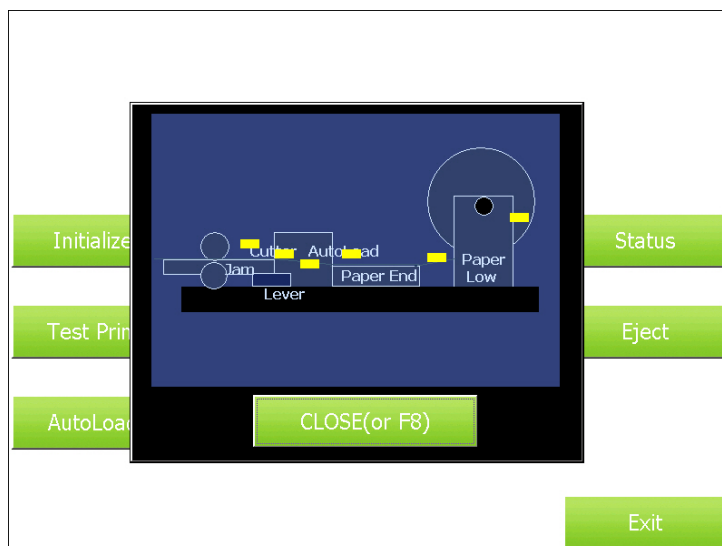 Initialize
Status
Cutter
AutoLoad
Jam
Paper End
Paper
Low
Lever
Test Prin
Eject
AutoLoad
CLOSE(or F8)
Exit